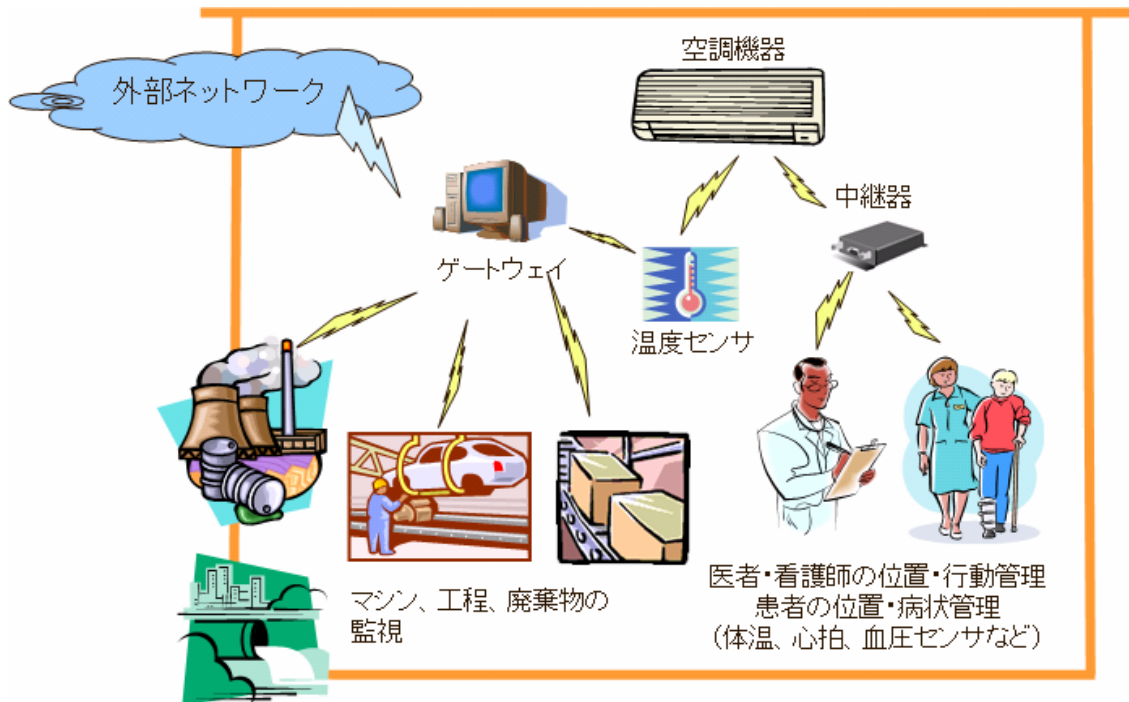 空調機器
外部ネットワーク
中継器
ゲートウェイ
温度センサ
医者・看護師の位置・行動管理
患者の位置・病状管理
（体温、心拍、血圧センサなど）
マシン、工程、廃棄物の
監視